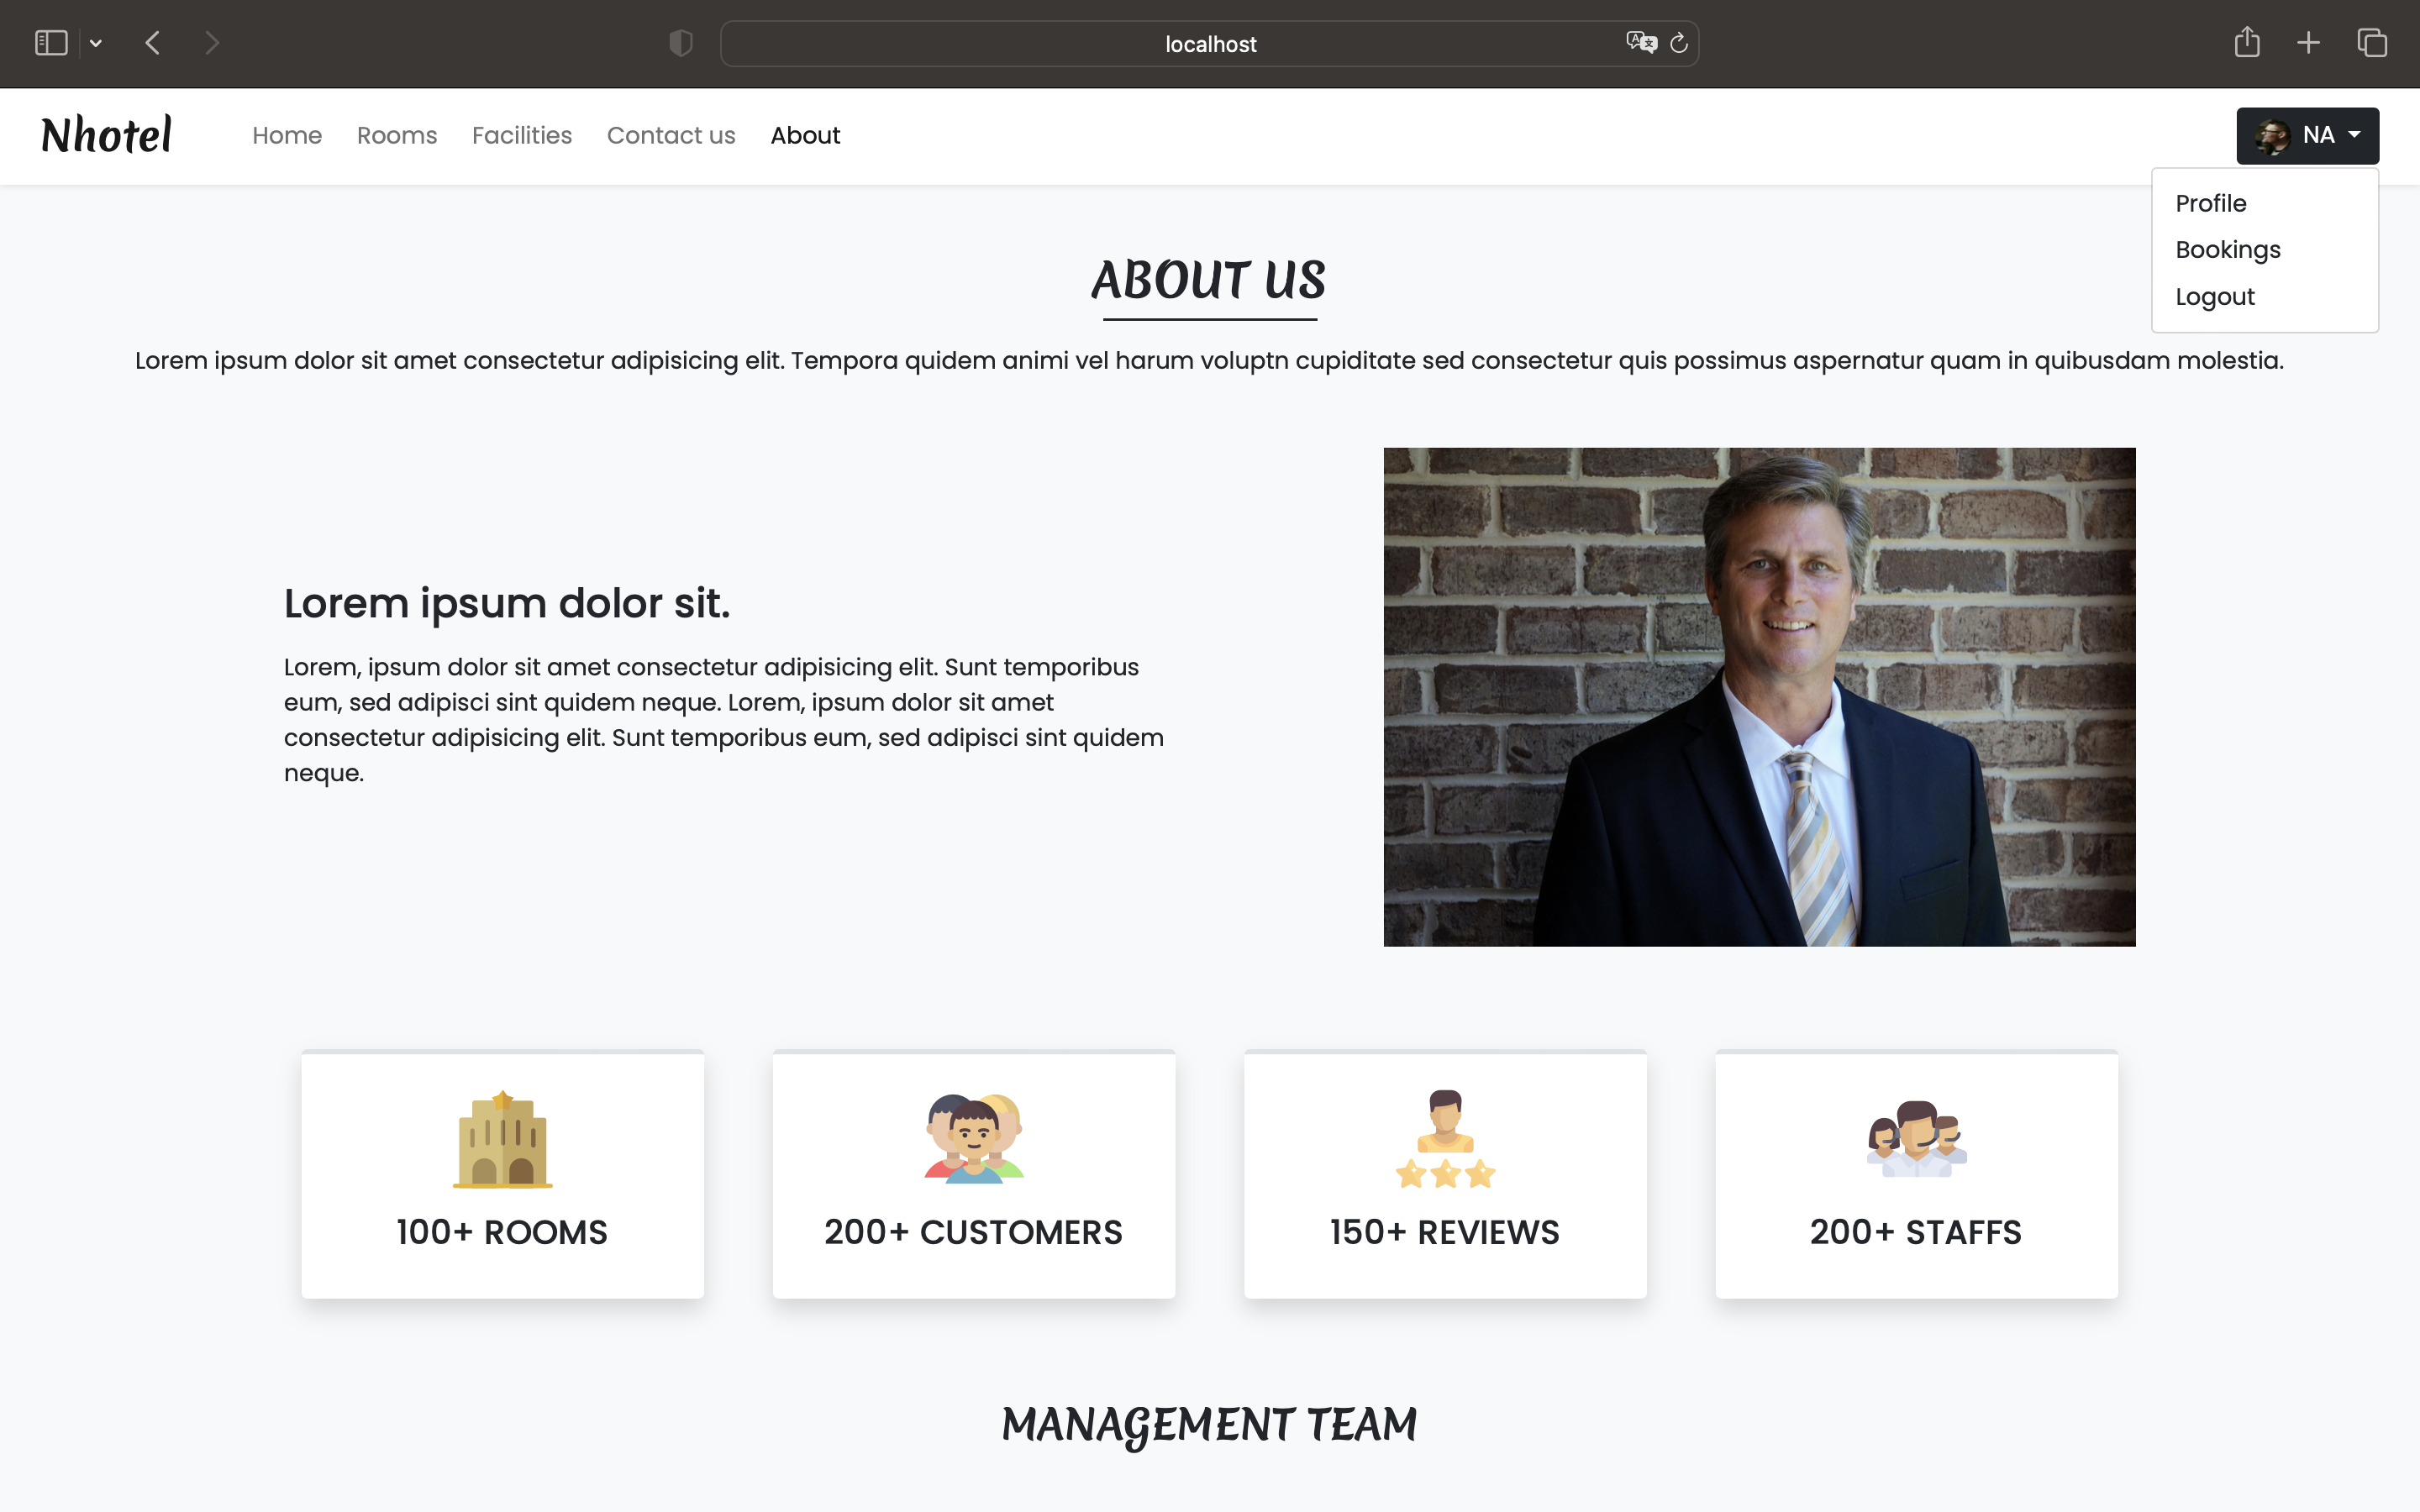 localhost
Nhotel
Home Rooms Facilities Contact us About
NA
Profile
Bookings
Logout
ABOUT US
Lorem ipsum dolor sit amet consectetur adipisicing elit. Tempora quidem animi vel harum voluptn cupiditate sed consectetur quis possimus aspernatur quam in quibusdam molestia.
Lorem ipsum dolor sit.
Lorem, ipsum dolor sit amet consectetur adipisicing elit. Sunt temporibus
eum, sed adipisci sint quidem neque. Lorem, ipsum dolor sit amet
consectetur adipisicing elit. Sunt temporibus eum, sed adipisci sint quidem
neque.
100+ ROOMS
200+ CUSTOMERS
150+ REVIEWS
200+ STAFFS
MANAGEMENT TEAM